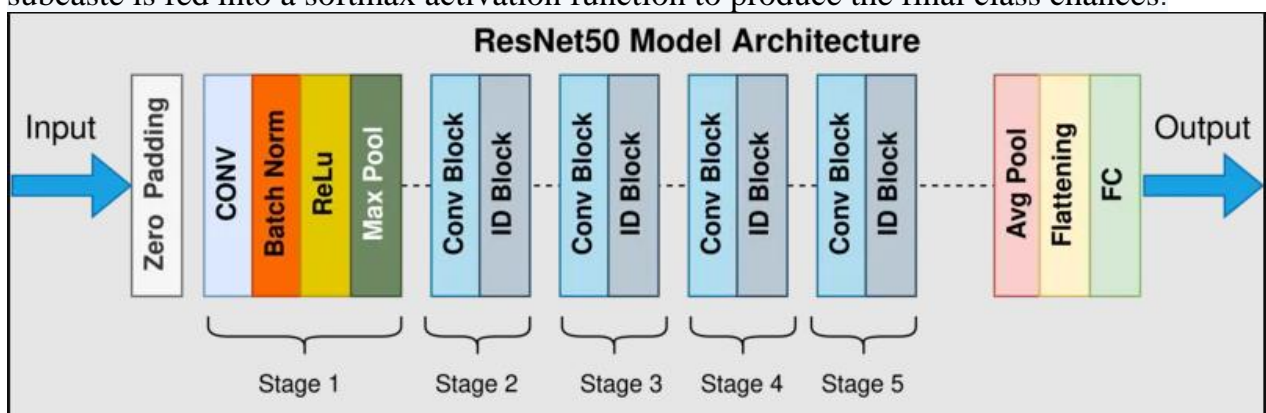 subcaste is fed into a softmax activation function to produce the final class chances.
ResNet50 Model Architecture
Input
Zero Padding
CONV
Batch Norm
ReLu
Max Pool
Conv Block
ID Block
Conv Block
ID Block
Conv Block
ID Block
Conv Block
ID Block
Avg Pool
Flattening
FC
Output
Stage 1
Stage 2
Stage 3
Stage 4
Stage 5